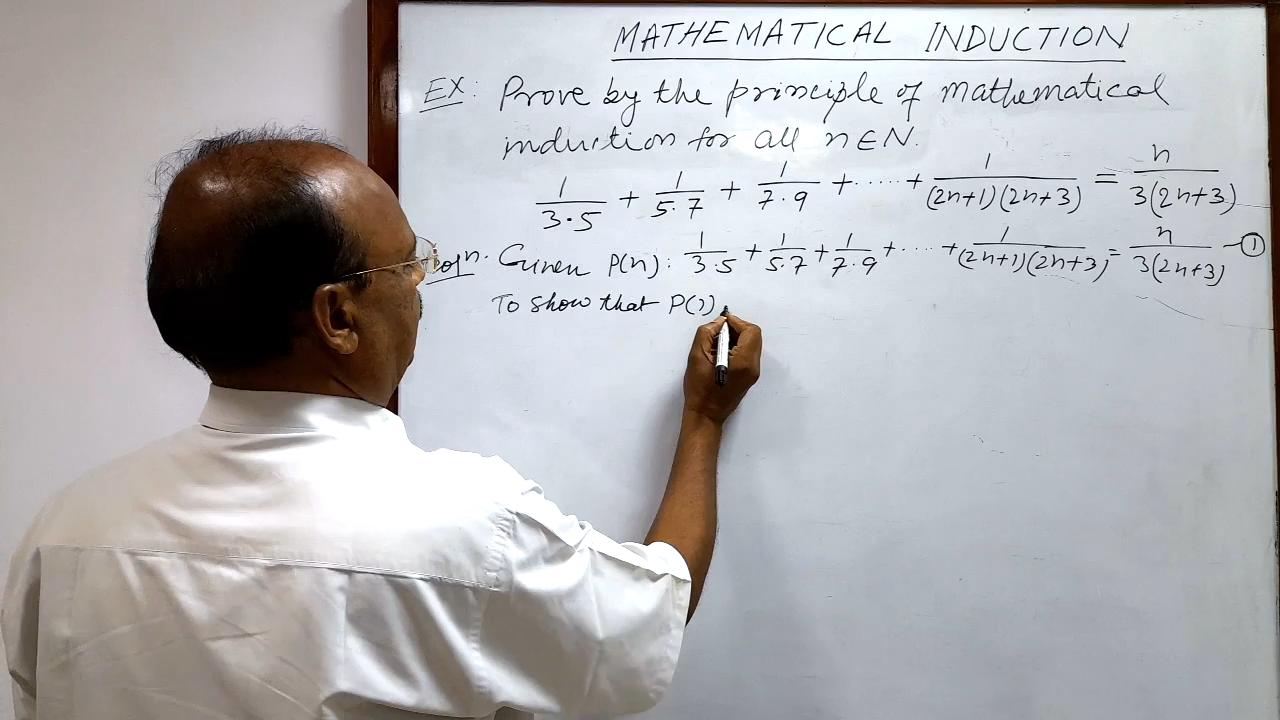 MATHEMATICAL INDUCTION
EX: Prove by the principle of mathematical
induction for all n∈N.
1/(3·5) + 1/(5·7) + 1/(7·9) + ..... + 1/((2n+1)(2n+3)) = n/(3(2n+3))
Given P(n): 1/(3·5) + 1/(5·7) + 1/(7·9) + ..... + 1/((2n+1)(2n+3)) = n/(3(2n+3)) — ①
To show that P(1)